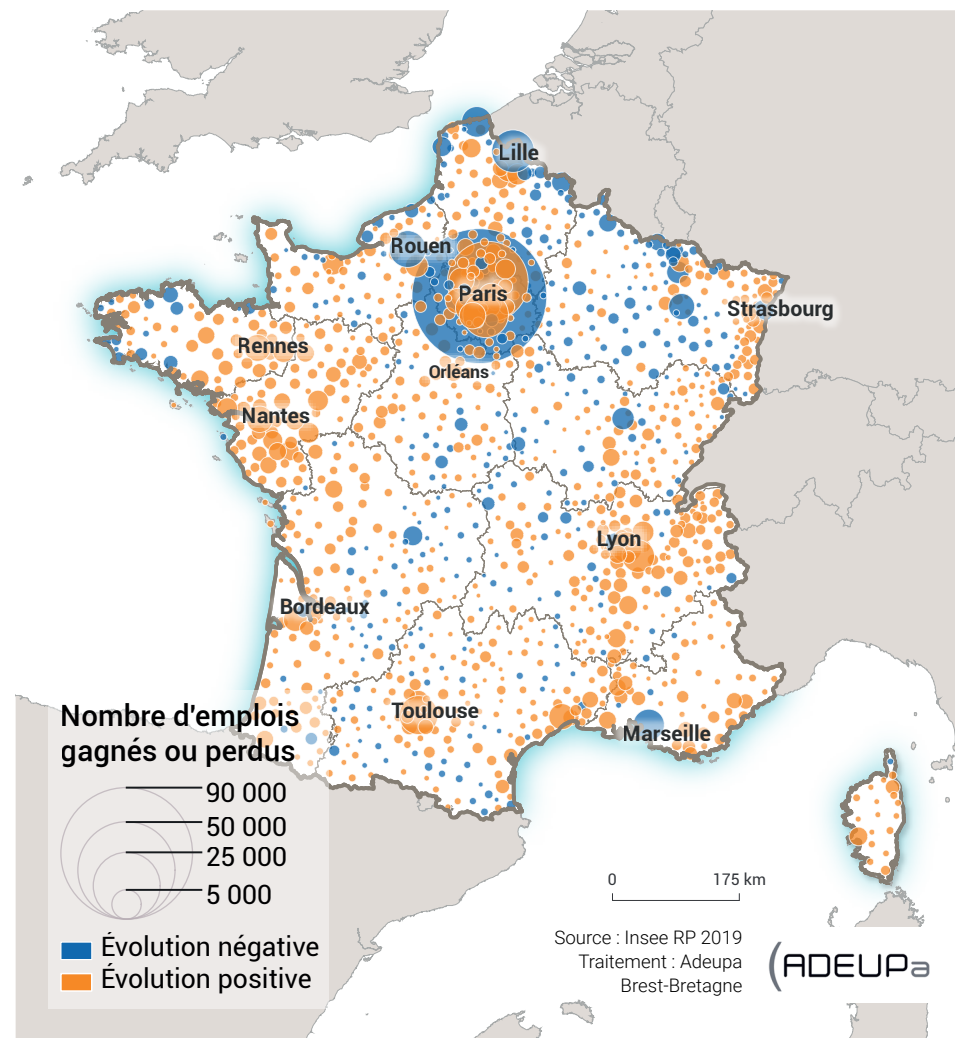 Lille
Rouen
Paris
Strasbourg
Rennes
Orléans
Nantes
Lyon
Bordeaux
Toulouse
Marseille
Nombre d'emplois
gagnés ou perdus
90 000
50 000
25 000
5 000
Évolution négative
Évolution positive
0 175 km
Source : Insee RP 2019
Traitement : Adeupa
Brest-Bretagne
ADEUPa